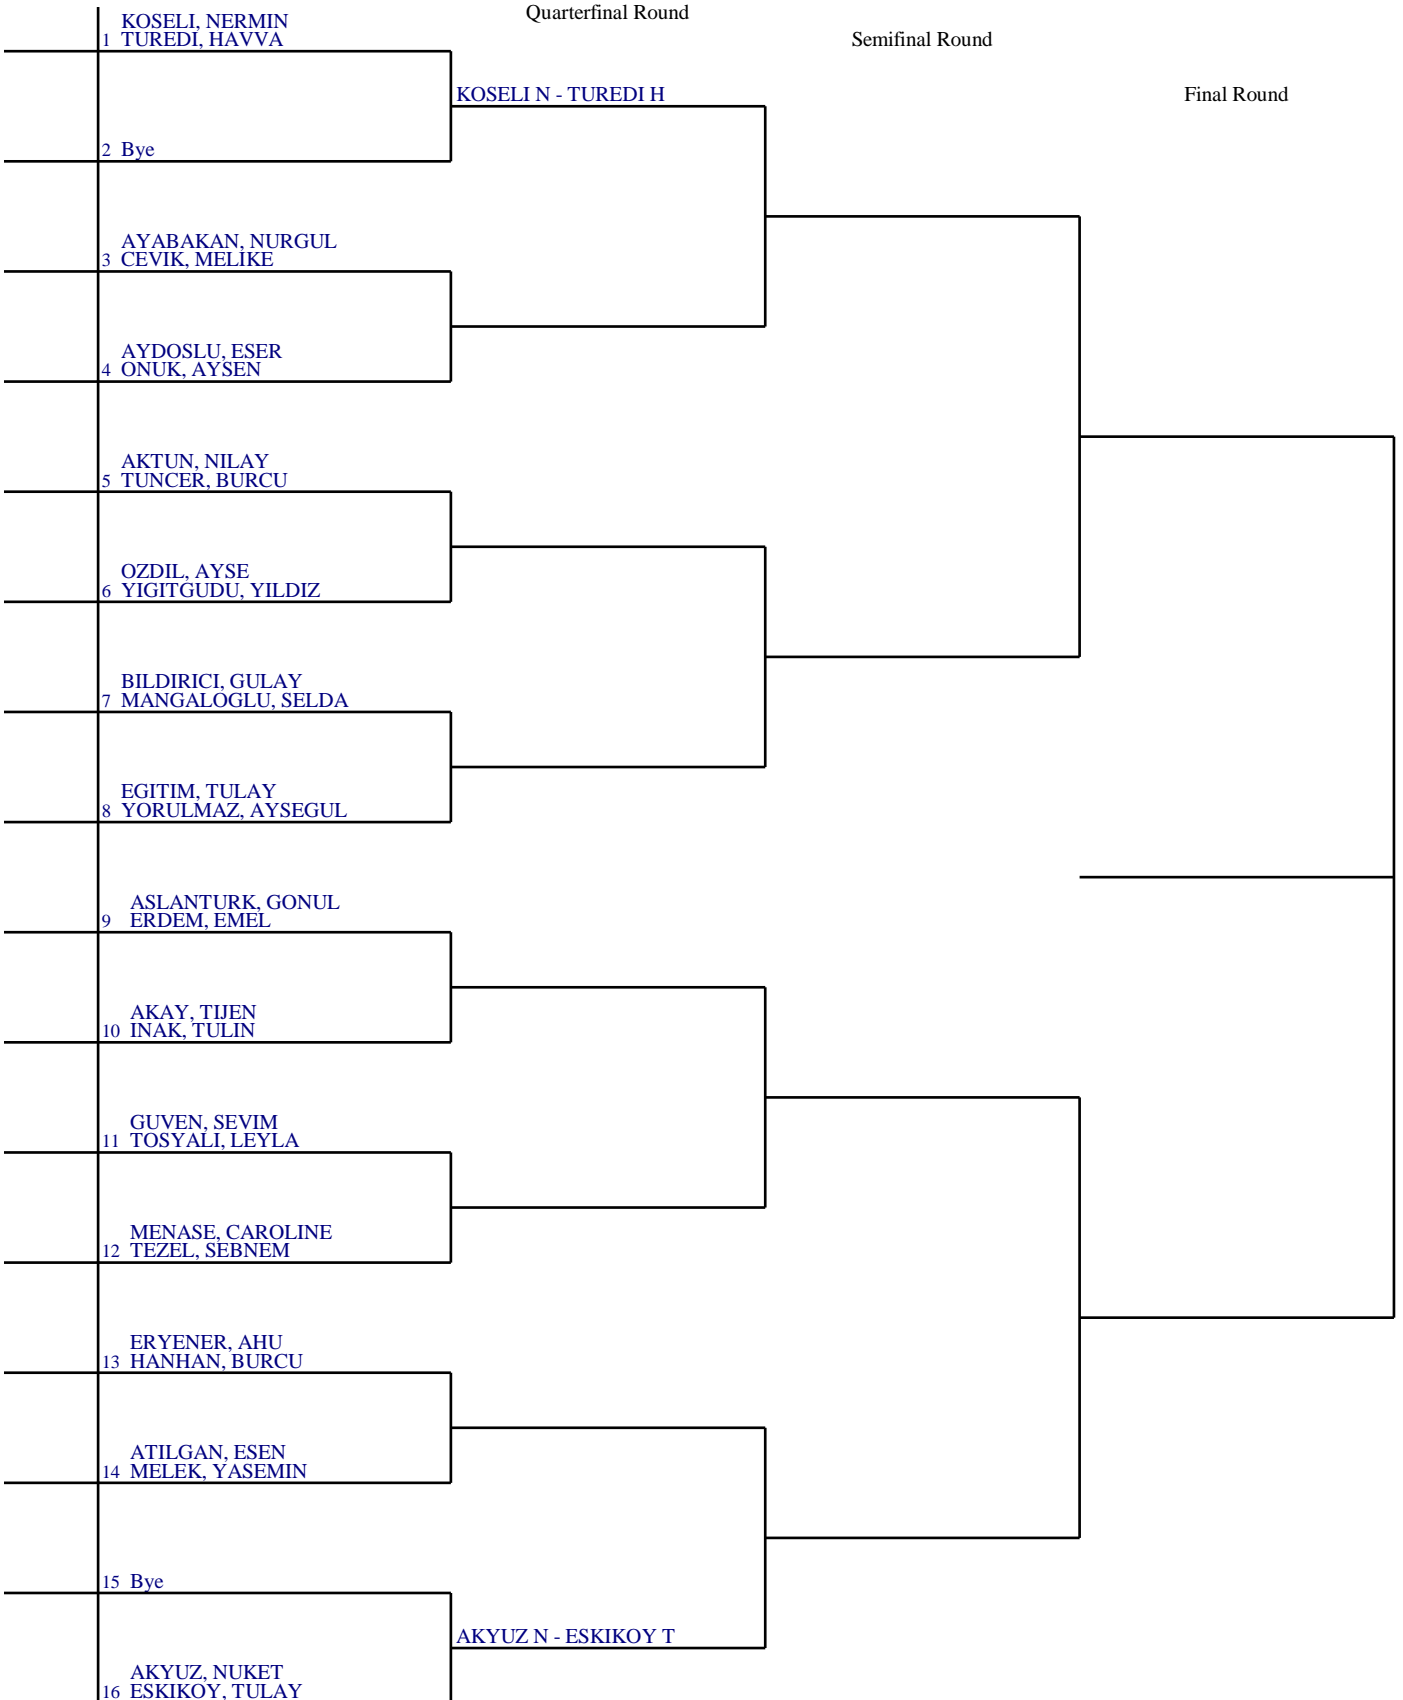 Quarterfinal Round
Semifinal Round
Final Round
KOSELI, NERMIN
1 TUREDI, HAVVA
KOSELI N - TUREDI H
2 Bye
AYABAKAN, NURGUL
3 CEVIK, MELIKE
AYDOSLU, ESER
4 ONUK, AYSEN
AKTUN, NILAY
5 TUNCER, BURCU
OZDIL, AYSE
6 YIGITGUDU, YILDIZ
BILDIRICI, GULAY
7 MANGALOGLU, SELDA
EGITIM, TULAY
8 YORULMAZ, AYSEGUL
ASLANTURK, GONUL
9 ERDEM, EMEL
AKAY, TIJEN
10 INAK, TULIN
GUVEN, SEVIM
11 TOSYALI, LEYLA
MENASE, CAROLINE
12 TEZEL, SEBNEM
ERYENER, AHU
13 HANHAN, BURCU
ATILGAN, ESEN
14 MELEK, YASEMIN
15 Bye
AKYUZ N - ESKIKOY T
AKYUZ, NUKET
16 ESKIKOY, TULAY